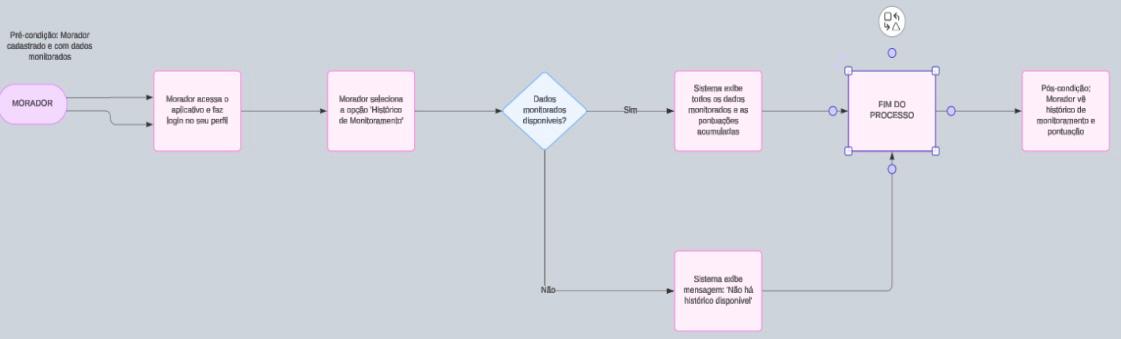 Pré-condição: Morador
cadastrado e com dados
monitorados
MORADOR
Morador acessa o
aplicativo e faz
login no seu perfil
Morador seleciona
a opção 'Histórico
de Monitoramento'
Dados
monitorados
disponíveis?
Sim
Sistema exibe
todos os dados
monitorados e as
pontuações
acumuladas
FIM DO
PROCESSO
Pós-condição;
Morador vê
histórico de
monitoramento e
pontuação
Não
Sistema exibe
mensagem: 'Não há
histórico disponível'